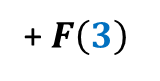 + F(3)